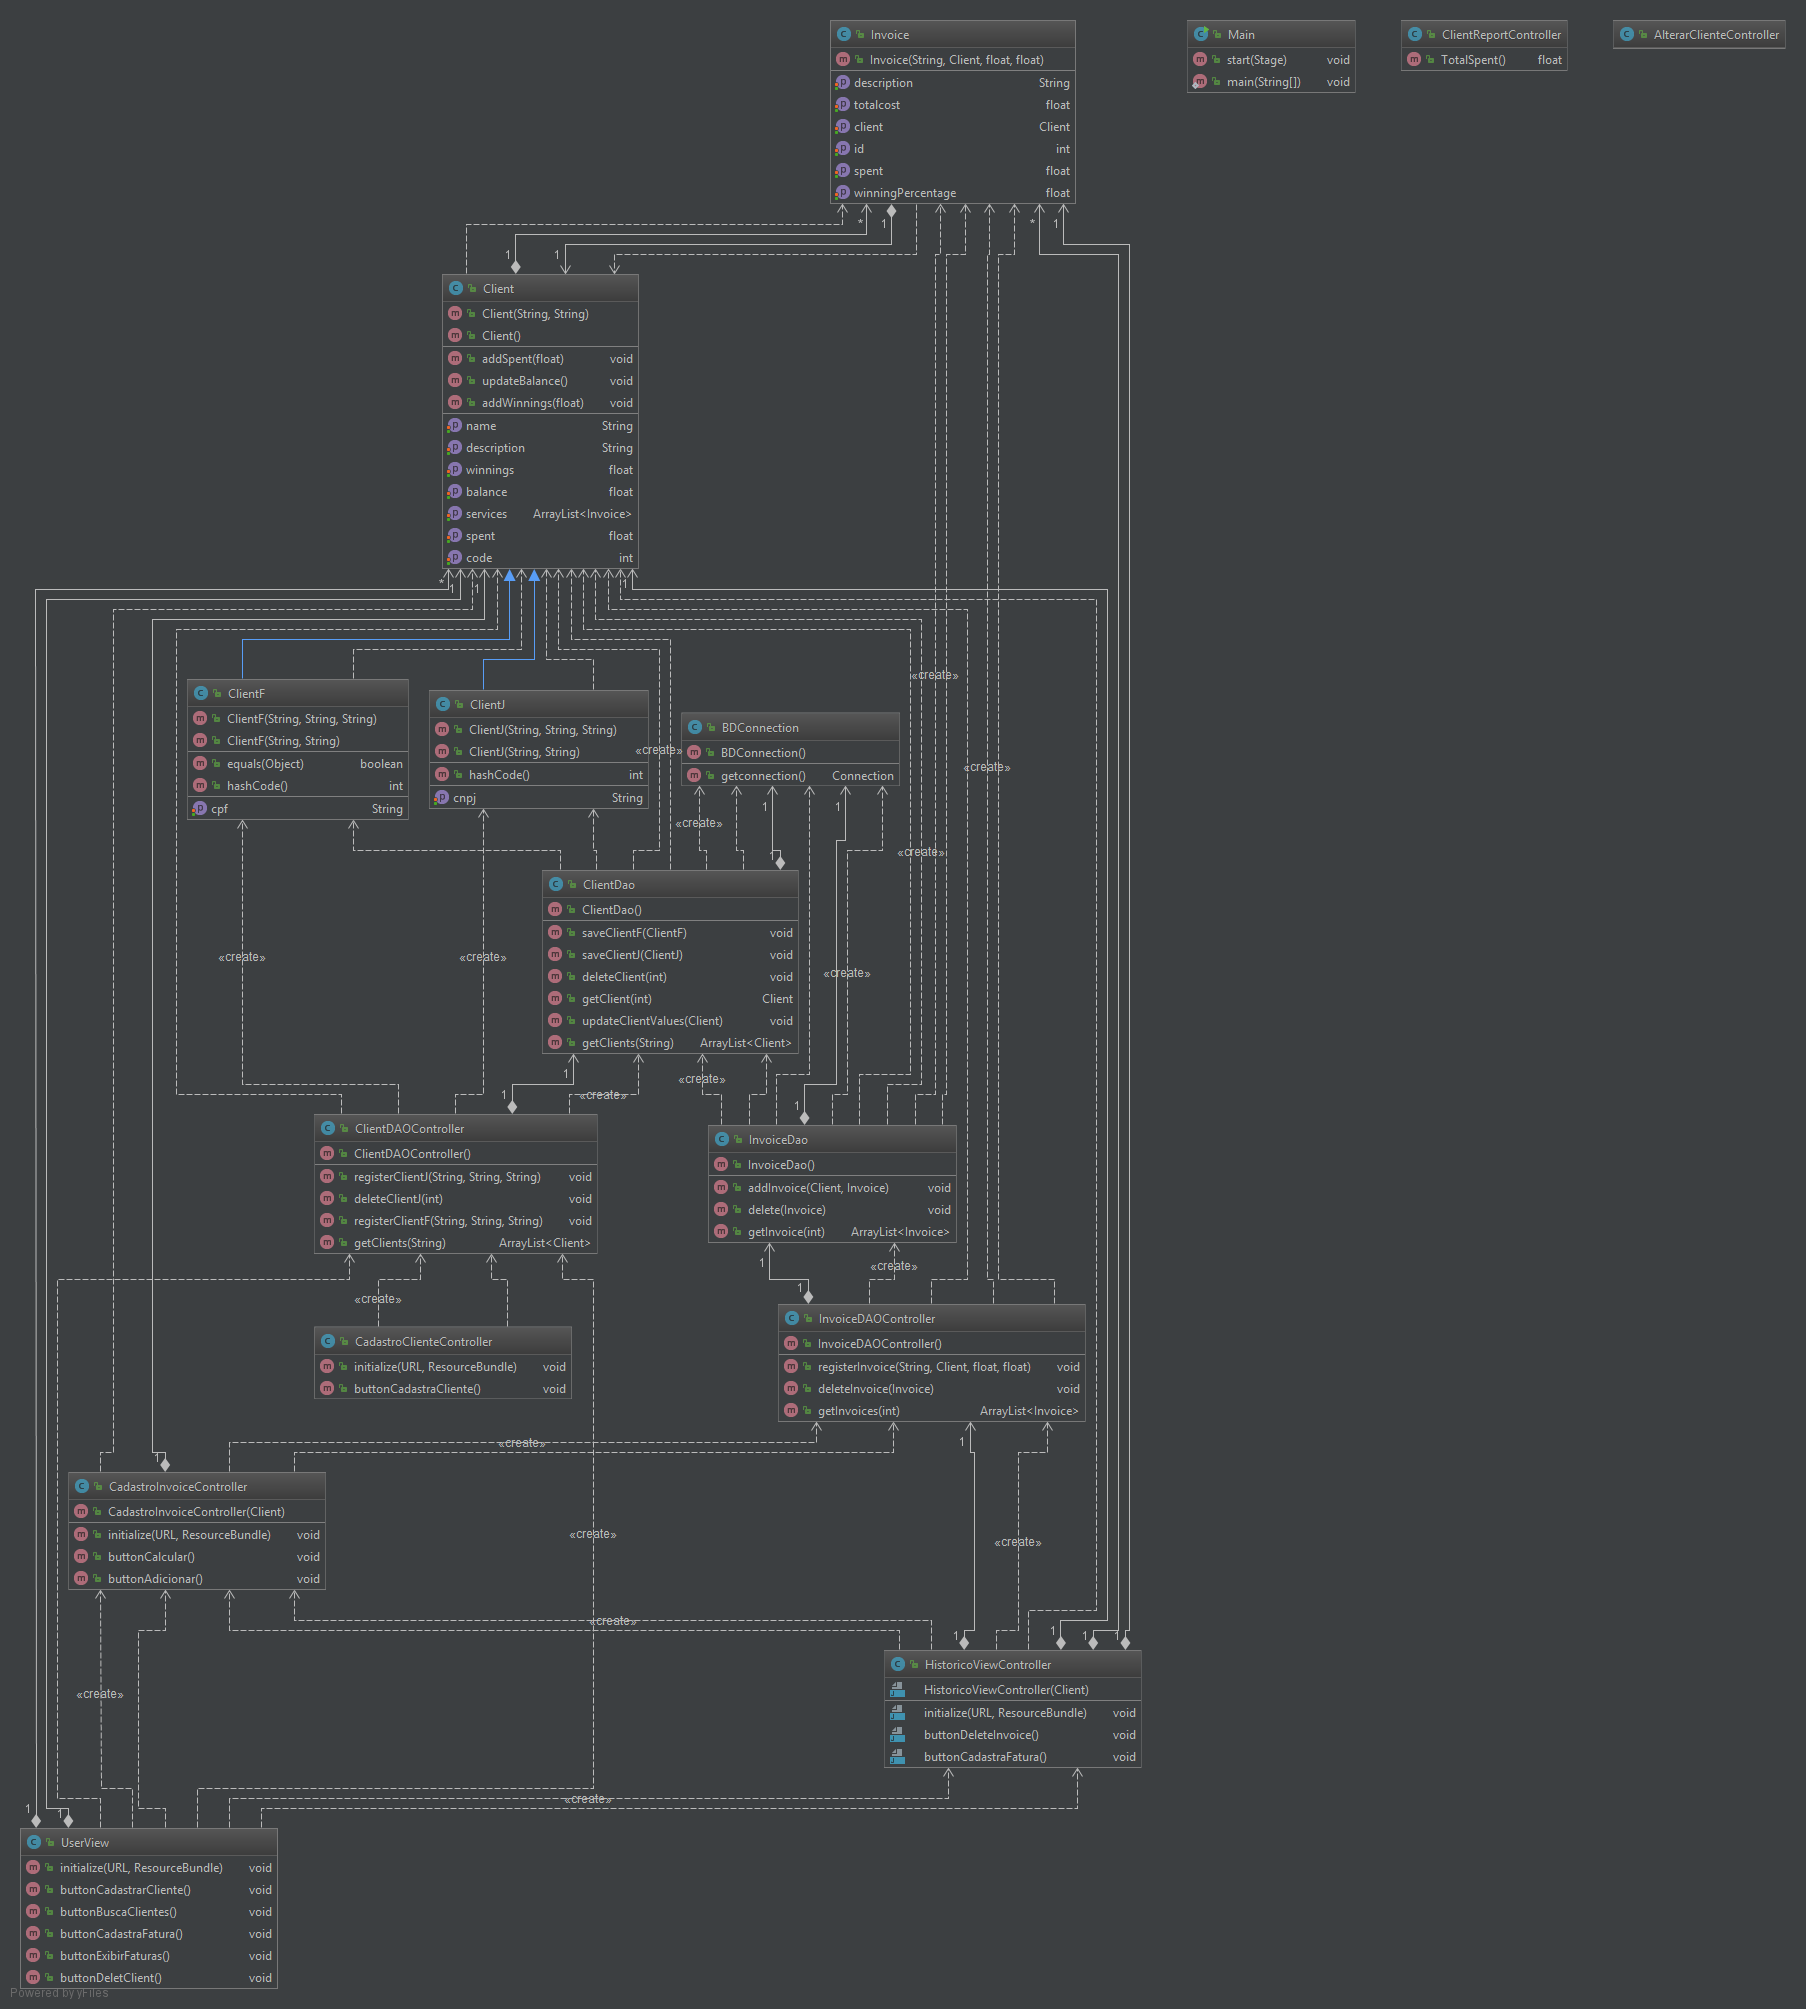 Invoice
Invoice(String, Client, float, float)
description String
totalcost float
client Client
id int
spent float
winningPercentage float
Main
start(Stage) void
main(String[]) void
ClientReportController
TotalSpent() float
AlterarClienteController
* 1 * 1
1 1
Client
Client(String, String)
Client()
addSpent(float) void
updateBalance() void
addWinnings(float) void
name String
description String
winnings float
balance float
services ArrayList<Invoice>
spent float
code int
* 1 1 1
«create»
ClientF
ClientF(String, String, String)
ClientF(String, String)
equals(Object) boolean
hashCode() int
cpf String
ClientJ
ClientJ(String, String, String)
ClientJ(String, String)
hashCode() int
cnpj String
«create»
BDConnection
BDConnection()
getconnection() Connection
«create»
1 1
«create»
«create»
1
ClientDao
ClientDao()
saveClientF(ClientF) void
saveClientJ(ClientJ) void
deleteClient(int) void
getClient(int) Client
updateClientValues(Client) void
getClients(String) ArrayList<Client>
«create»
«create»
«create»
1
«create»
1 «create»
1
ClientDAOController
ClientDAOController()
registerClientJ(String, String, String) void
deleteClientJ(int) void
registerClientF(String, String, String) void
getClients(String) ArrayList<Client>
InvoiceDao
InvoiceDao()
addInvoice(Client, Invoice) void
delete(Invoice) void
getInvoice(int) ArrayList<Invoice>
1 «create»
1
«create»
CadastroClienteController
initialize(URL, ResourceBundle) void
buttonCadastraCliente() void
InvoiceDAOController
InvoiceDAOController()
registerInvoice(String, Client, float, float) void
deleteInvoice(Invoice) void
getInvoices(int) ArrayList<Invoice>
«create» 1
1
CadastroInvoiceController
CadastroInvoiceController(Client)
initialize(URL, ResourceBundle) void
buttonCalcular() void
buttonAdicionar() void
«create»
«create»
«create»
1 1 1 1
HistoricoViewController
HistoricoViewController(Client)
initialize(URL, ResourceBundle) void
buttonDeleteInvoice() void
buttonCadastraFatura() void
«create»
«create»
1 1
UserView
initialize(URL, ResourceBundle) void
buttonCadastrarCliente() void
buttonBuscaClientes() void
buttonCadastraFatura() void
buttonExibirFaturas() void
buttonDeletClient() void
Powered by yFiles